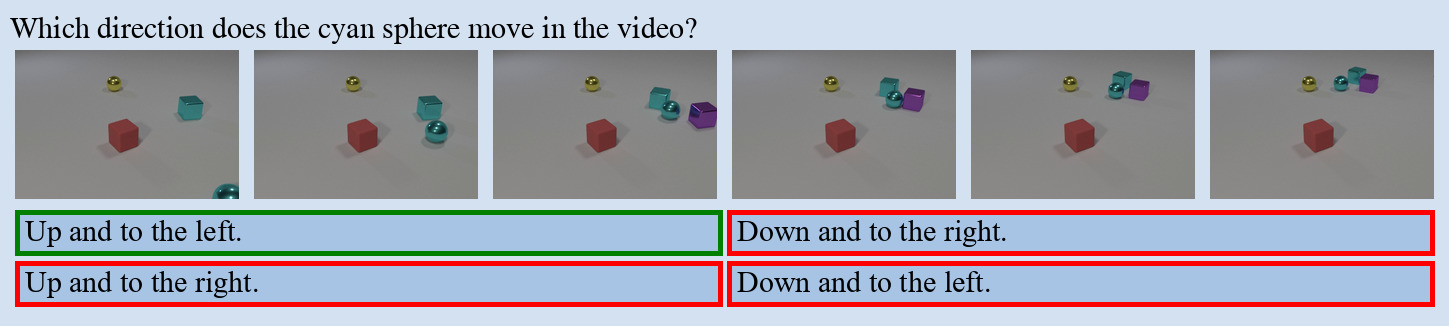 Which direction does the cyan sphere move in the video?
Up and to the left.
Down and to the right.
Up and to the right.
Down and to the left.